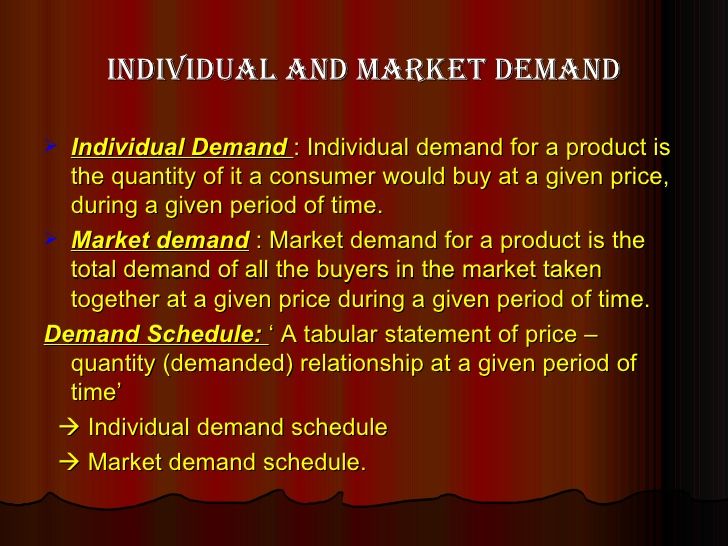 INDIVIDUAL AND MARKET DEMAND
➢ Individual Demand : Individual demand for a product is
the quantity of it a consumer would buy at a given price,
during a given period of time.
➢ Market demand : Market demand for a product is the
total demand of all the buyers in the market taken
together at a given price during a given period of time.
Demand Schedule: ‘ A tabular statement of price –
quantity (demanded) relationship at a given period of
time’
→ Individual demand schedule
→ Market demand schedule.